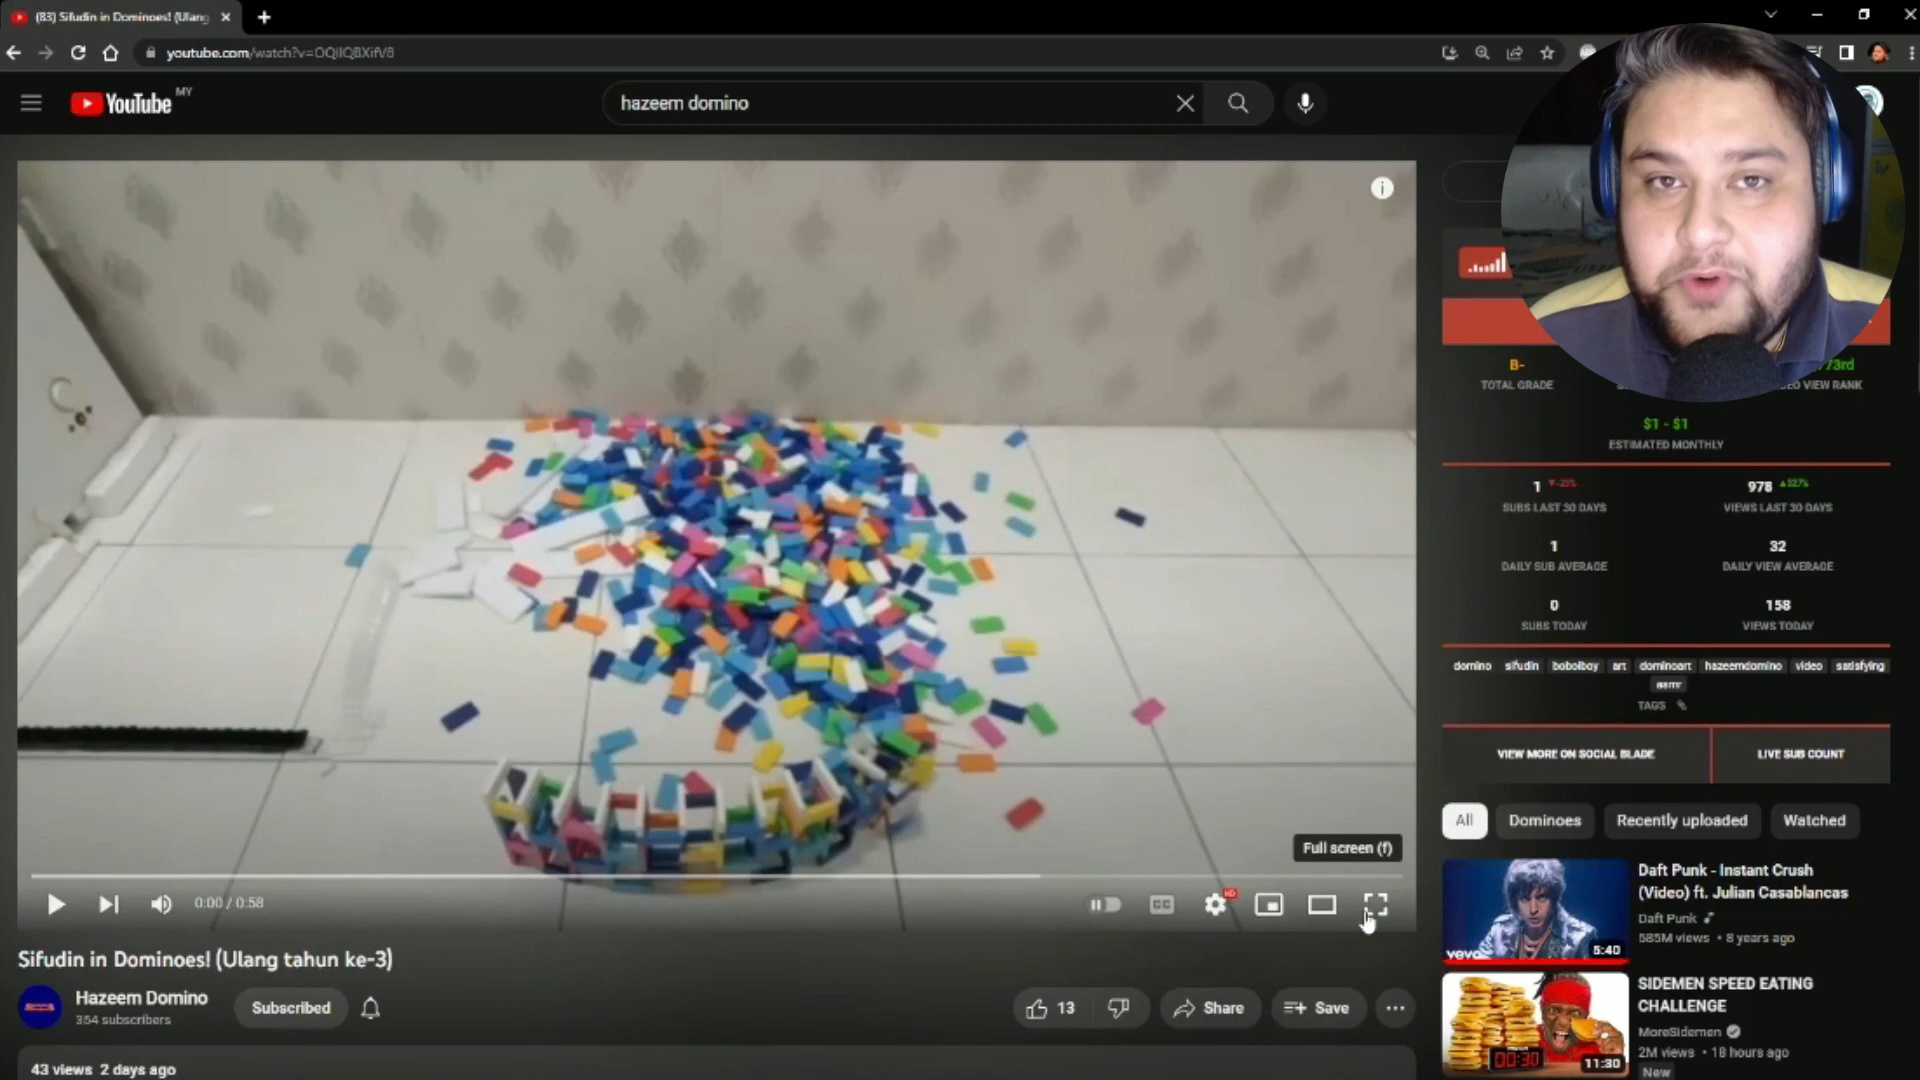 (83) Sifudin in Dominoes! (Ulang
youtube.com/watch?v=OQIIQBXifV8
YouTube MY
hazeem domino
B-
TOTAL GRADE
73rd
VIEW RANK
$1 - $1
ESTIMATED MONTHLY
1 -22%
SUBS LAST 30 DAYS
978 327%
VIEWS LAST 30 DAYS
1
DAILY SUB AVERAGE
32
DAILY VIEW AVERAGE
0
SUBS TODAY
158
VIEWS TODAY
domino sifudin boboiboy art dominoart hazeemdomino video satisfying
asmr
TAGS
VIEW MORE ON SOCIAL BLADE
LIVE SUB COUNT
Full screen (f)
0:00 / 0:58
CC
HD
All Dominoes Recently uploaded Watched
Sifudin in Dominoes! (Ulang tahun ke-3)
Hazeem Domino
354 subscribers
Subscribed
13
Share
Save
43 views 2 days ago
vevo
5:40
Daft Punk - Instant Crush
(Video) ft. Julian Casablancas
Daft Punk
585M views • 8 years ago
00:30
11:30
SIDEMEN SPEED EATING
CHALLENGE
MoreSidemen
2M views • 18 hours ago
New